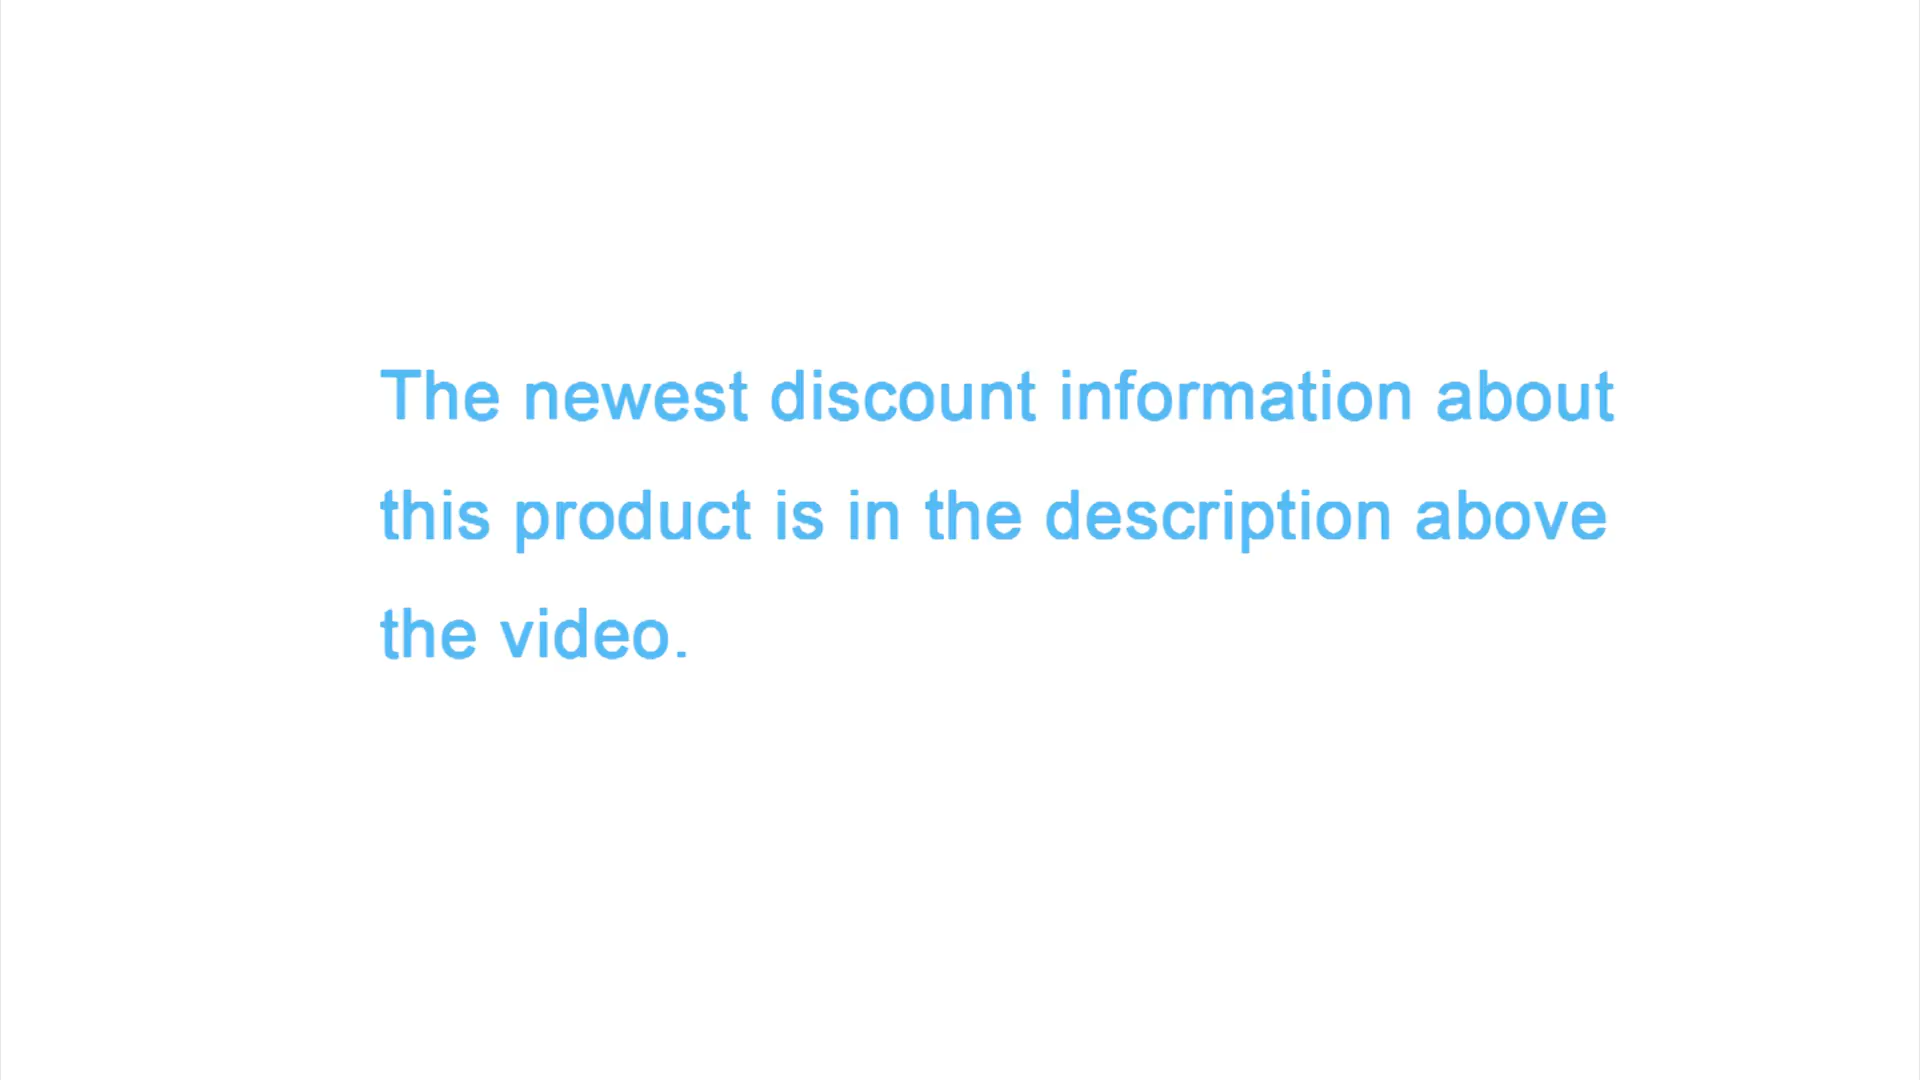 The newest discount information about
this product is in the description above
the video.